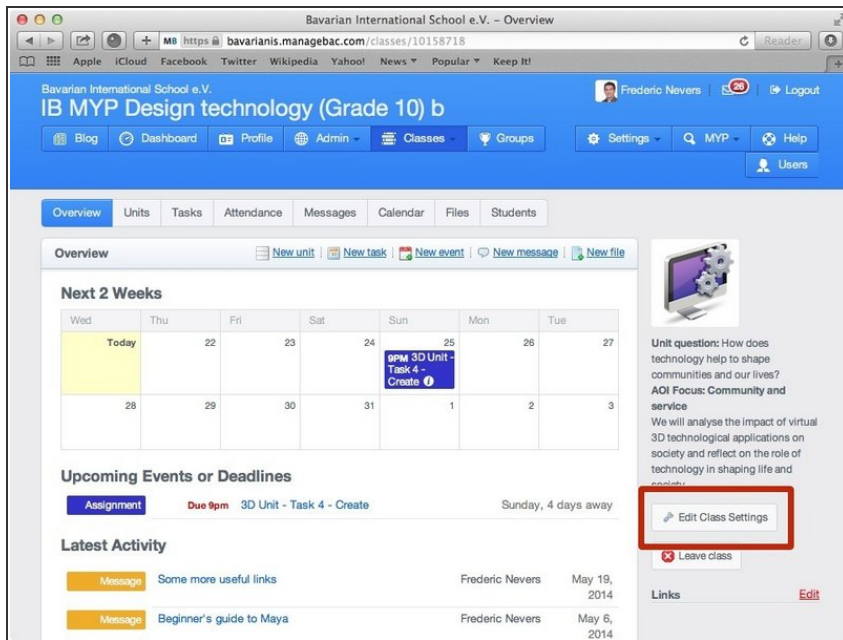 Bavarian International School e.V. – Overview
MB https bavarianis.managebac.com/classes/10158718
Reader
Apple iCloud Facebook Twitter Wikipedia Yahoo! News Popular Keep It!
Bavarian International School e.V.
Frederic Nevers 26 Logout
IB MYP Design technology (Grade 10) b
Blog Dashboard Profile Admin Classes Groups Settings MYP Help
Users
Overview Units Tasks Attendance Messages Calendar Files Students
Overview New unit New task New event New message New file
Next 2 Weeks
Wed Thu Fri Sat Sun Mon Tue
Today 22 23 24 25 26 27
9PM 3D Unit -
Task 4 -
Create
28 29 30 31 1 2 3
Upcoming Events or Deadlines
Assignment Due 9pm 3D Unit - Task 4 - Create Sunday, 4 days away
Latest Activity
Message Some more useful links Frederic Nevers May 19,
2014
Message Beginner's guide to Maya Frederic Nevers May 6,
2014
Unit question: How does
technology help to shape
communities and our lives?
AOI Focus: Community and
service
We will analyse the impact of virtual
3D technological applications on
society and reflect on the role of
technology in shaping life and
society
Edit Class Settings
Leave class
Links Edit